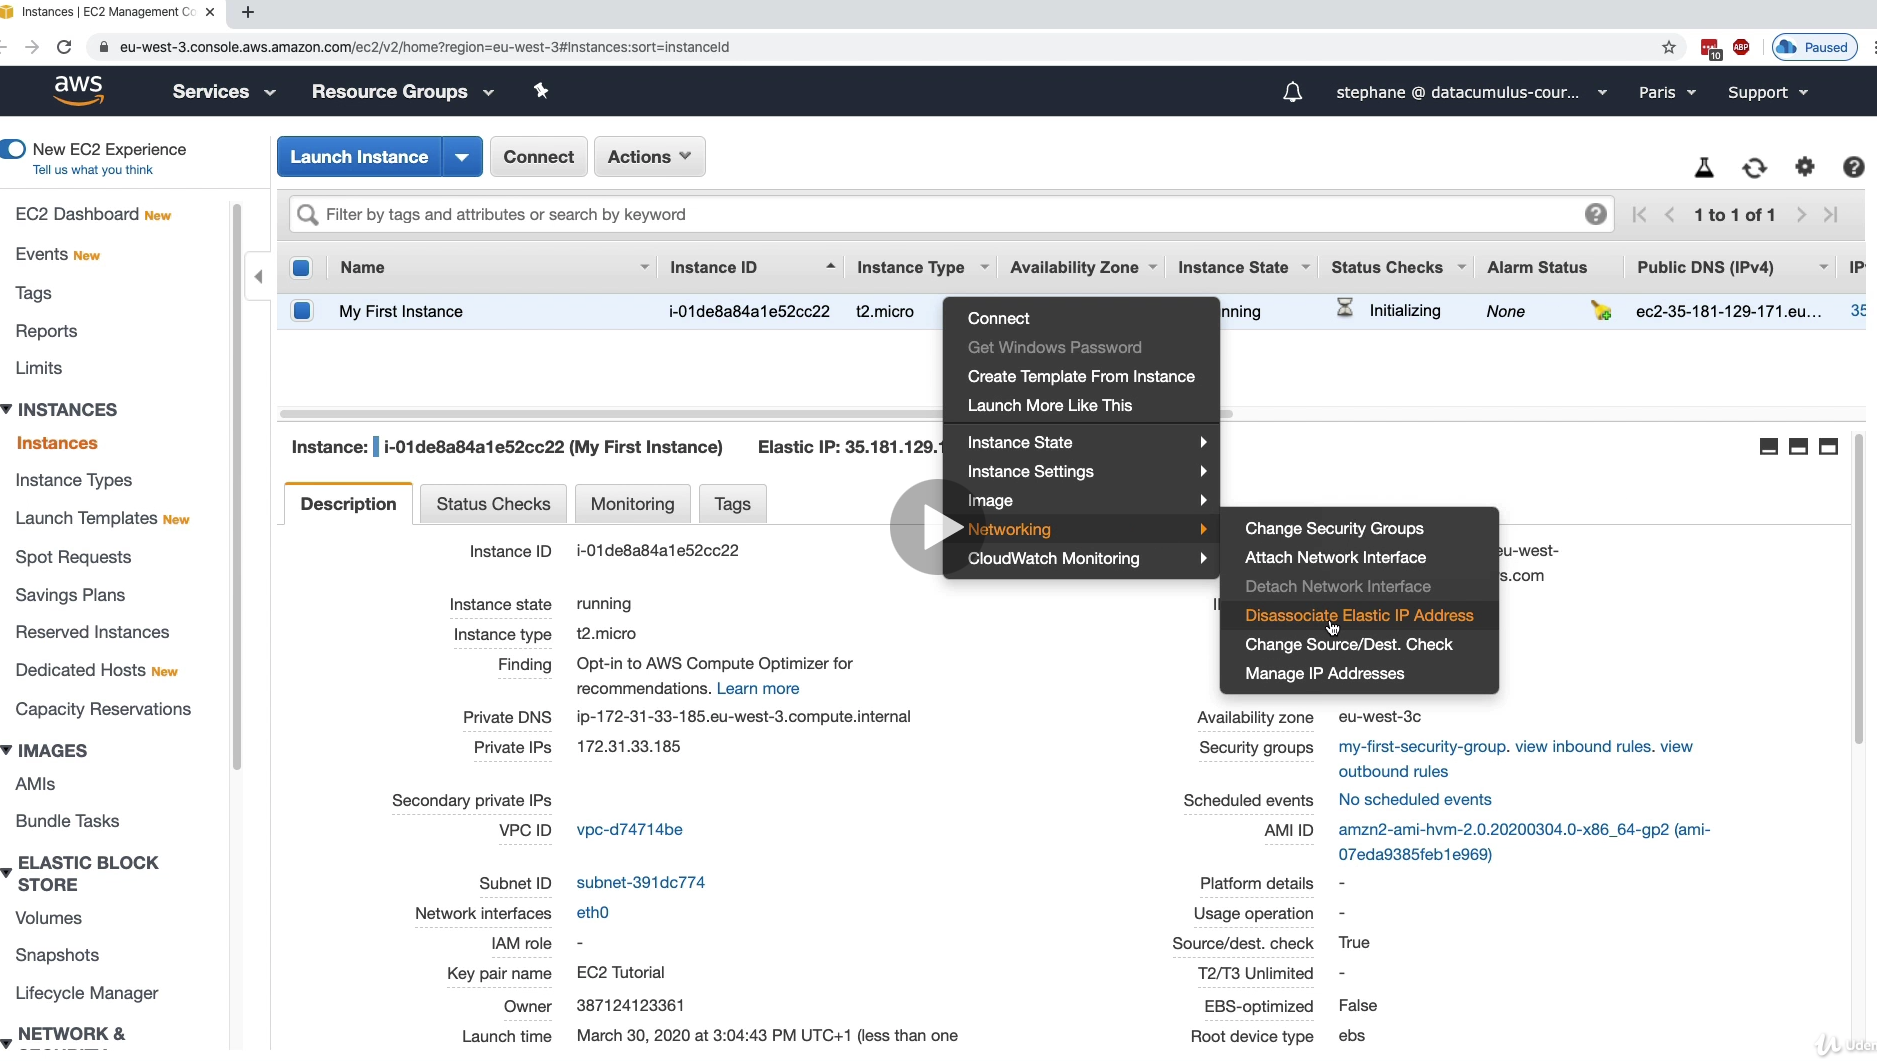 Instances | EC2 Management Co
eu-west-3.console.aws.amazon.com/ec2/v2/home?region=eu-west-3#Instances:sort=instanceId
10
ABP
Paused
aws
Services
Resource Groups
stephane @ datacumulus-cour...
Paris
Support
New EC2 Experience
Tell us what you think
Launch Instance
Connect
Actions
EC2 Dashboard New
Events New
Tags
Reports
Limits
INSTANCES
Instances
Instance Types
Launch Templates New
Spot Requests
Savings Plans
Reserved Instances
Dedicated Hosts New
Capacity Reservations
IMAGES
AMIs
Bundle Tasks
ELASTIC BLOCK
STORE
Volumes
Snapshots
Lifecycle Manager
NETWORK &
Filter by tags and attributes or search by keyword
1 to 1 of 1
Name
Instance ID
Instance Type
Availability Zone
Instance State
Status Checks
Alarm Status
Public DNS (IPv4)
IP
My First Instance
i-01de8a84a1e52cc22
t2.micro
nning
Initializing
None
ec2-35-181-129-171.eu...
35
Connect
Get Windows Password
Create Template From Instance
Launch More Like This
Instance State
Instance Settings
Image
Networking
CloudWatch Monitoring
Change Security Groups
Attach Network Interface
Detach Network Interface
Disassociate Elastic IP Address
Change Source/Dest. Check
Manage IP Addresses
Instance: i-01de8a84a1e52cc22 (My First Instance)
Elastic IP: 35.181.129.1
Description
Status Checks
Monitoring
Tags
Instance ID
i-01de8a84a1e52cc22
eu-west-
s.com
Instance state
running
Instance type
t2.micro
Finding
Opt-in to AWS Compute Optimizer for
recommendations. Learn more
Private DNS
ip-172-31-33-185.eu-west-3.compute.internal
Availability zone
eu-west-3c
Private IPs
172.31.33.185
Security groups
my-first-security-group. view inbound rules. view
outbound rules
Secondary private IPs
Scheduled events
No scheduled events
VPC ID
vpc-d74714be
AMI ID
amzn2-ami-hvm-2.0.20200304.0-x86_64-gp2 (ami-
07eda9385feb1e969)
Subnet ID
subnet-391dc774
Platform details
-
Network interfaces
eth0
Usage operation
-
IAM role
-
Source/dest. check
True
Key pair name
EC2 Tutorial
T2/T3 Unlimited
-
Owner
387124123361
EBS-optimized
False
Launch time
March 30, 2020 at 3:04:43 PM UTC+1 (less than one
Root device type
ebs